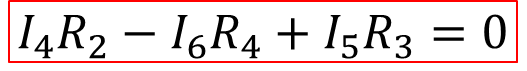 I₄R₂ − I₆R₄ + I₅R₃ = 0